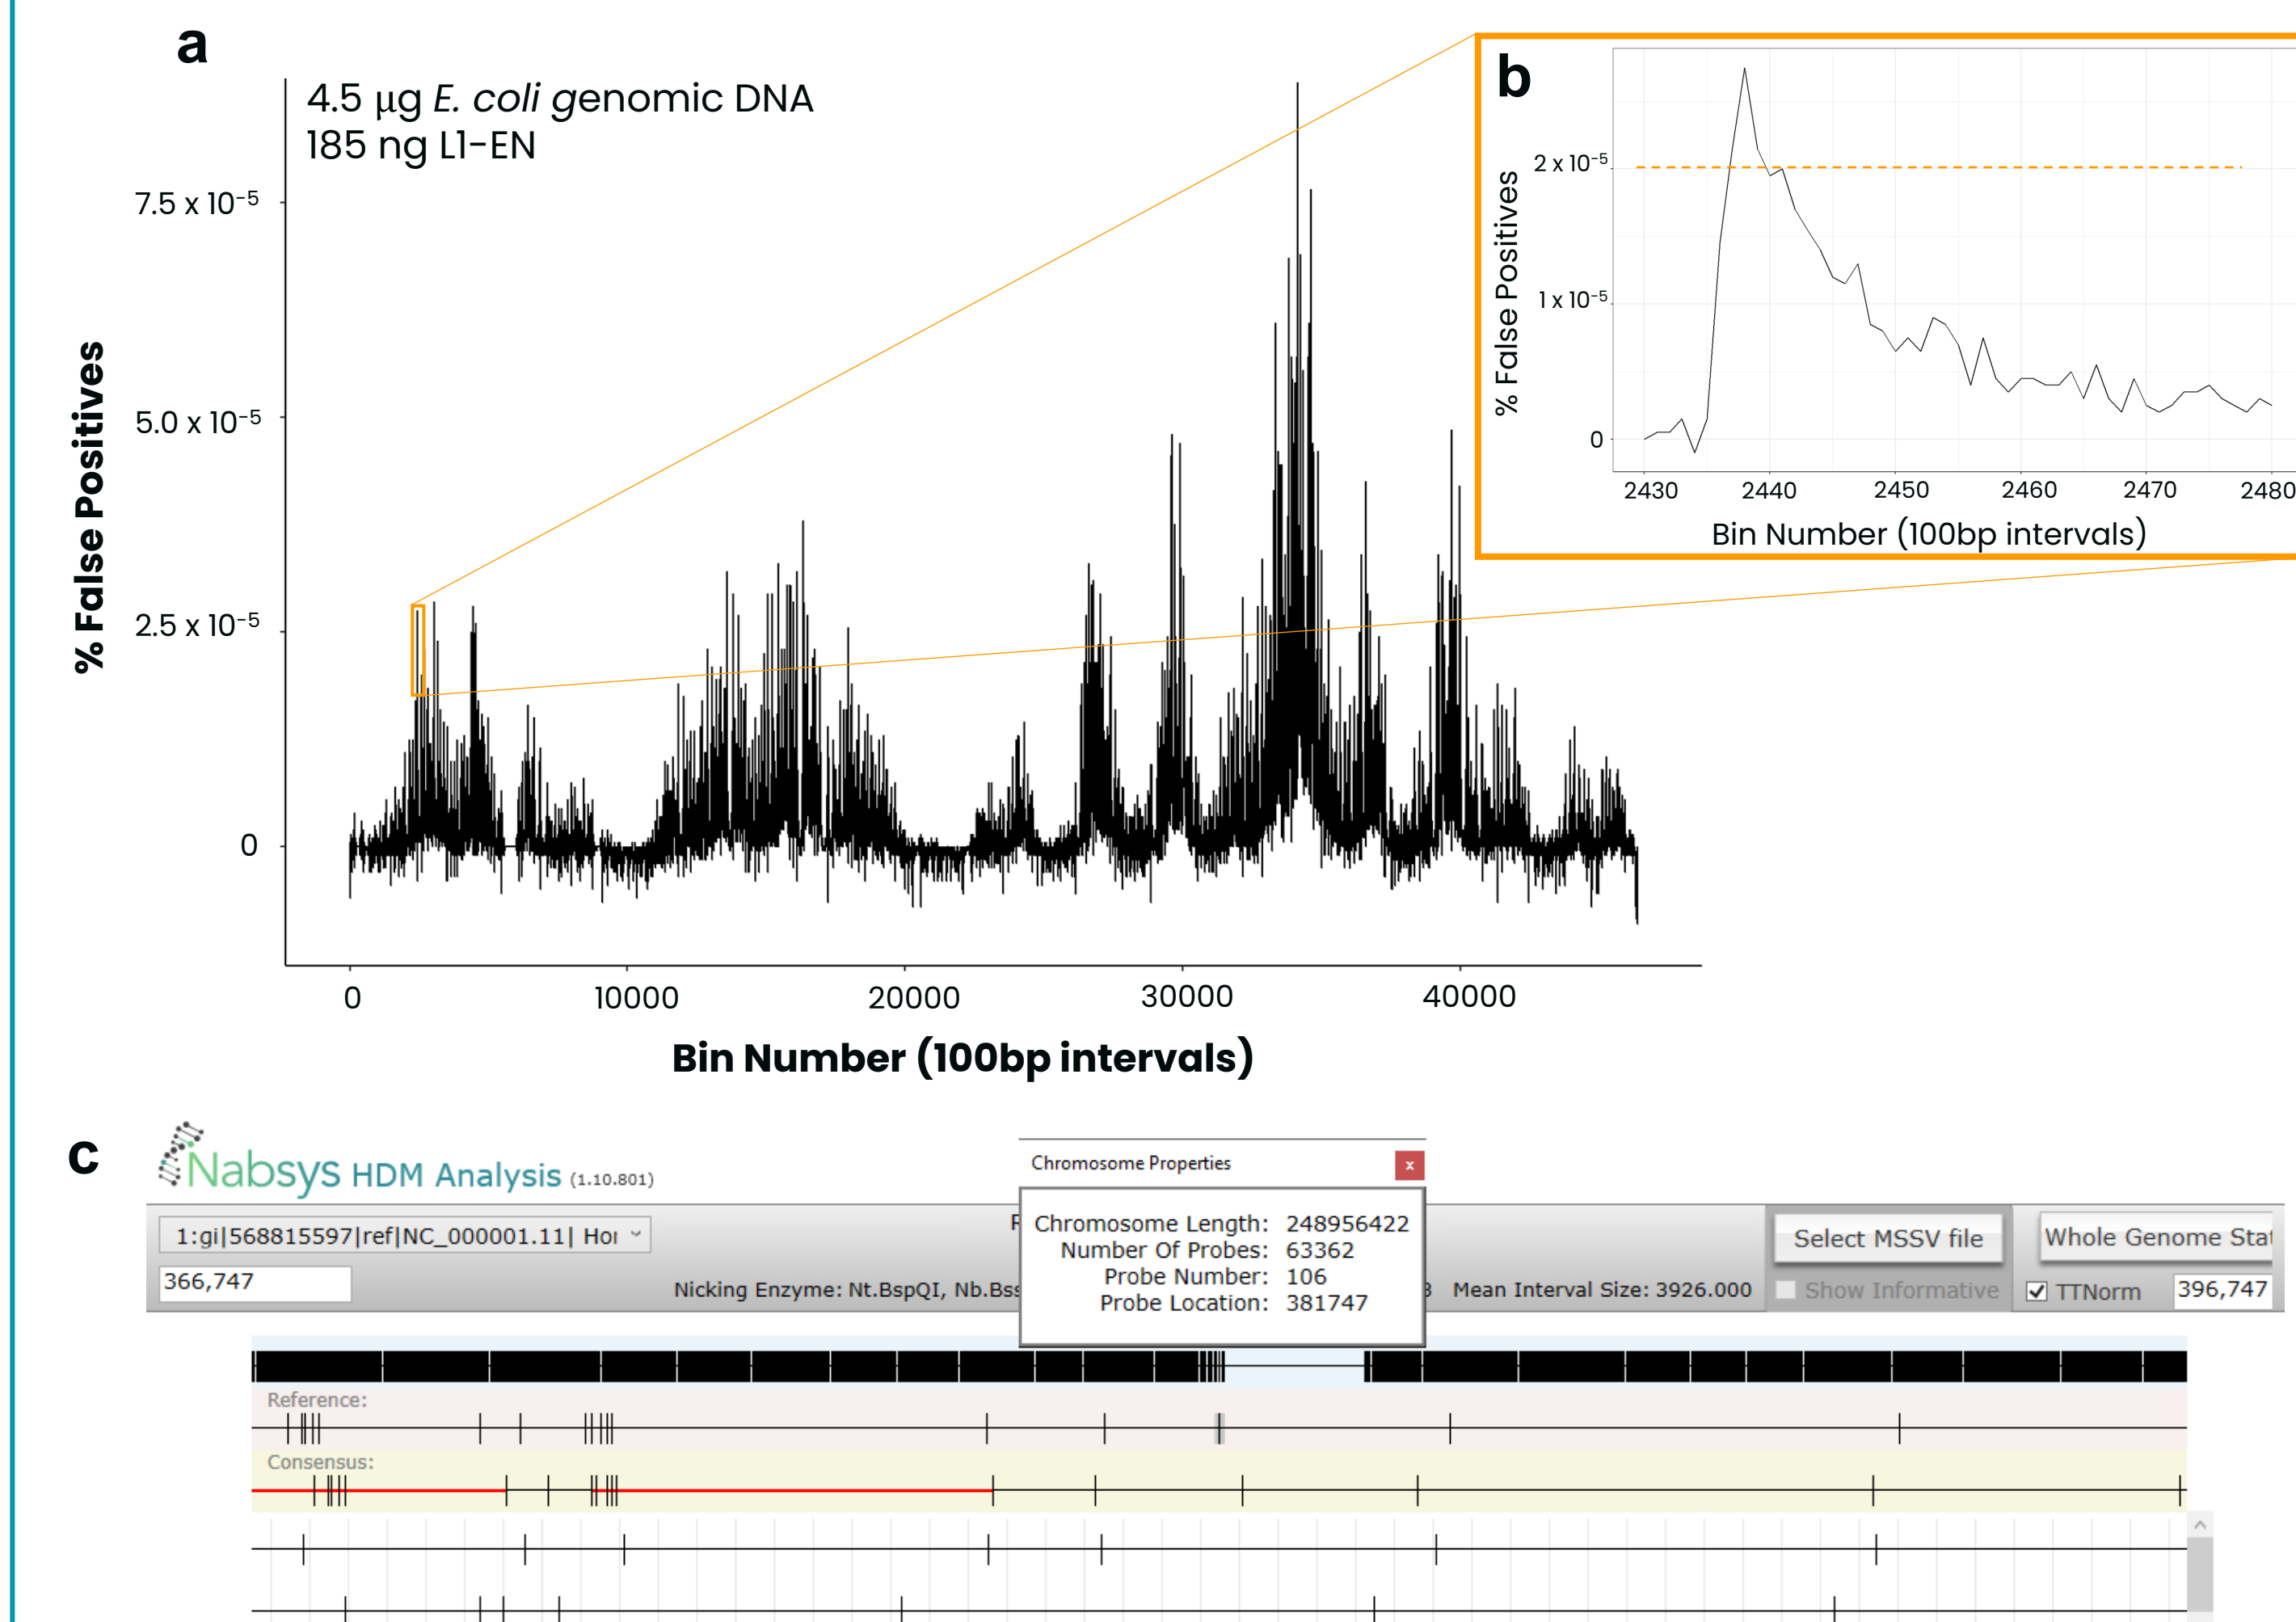 a
4.5 μg E. coli genomic DNA
185 ng L1-EN
7.5 x 10⁻⁵
5.0 x 10⁻⁵
2.5 x 10⁻⁵
0
% False Positives
0 10000 20000 30000 40000
Bin Number (100bp intervals)
b
2 x 10⁻⁵
1 x 10⁻⁵
0
% False Positives
2430 2440 2450 2460 2470 2480
Bin Number (100bp intervals)
c
Nabsys HDM Analysis (1.10.801)
Chromosome Properties x
1:gi|568815597|ref|NC_000001.11| Hor
Chromosome Length: 248956422
Number Of Probes: 63362
Probe Number: 106
Probe Location: 381747
Select MSSV file
Whole Genome Stat
366,747
Nicking Enzyme: Nt.BspQI, Nb.Bss
Mean Interval Size: 3926.000
Show Informative
TTNorm
396,747
Reference:
Consensus: